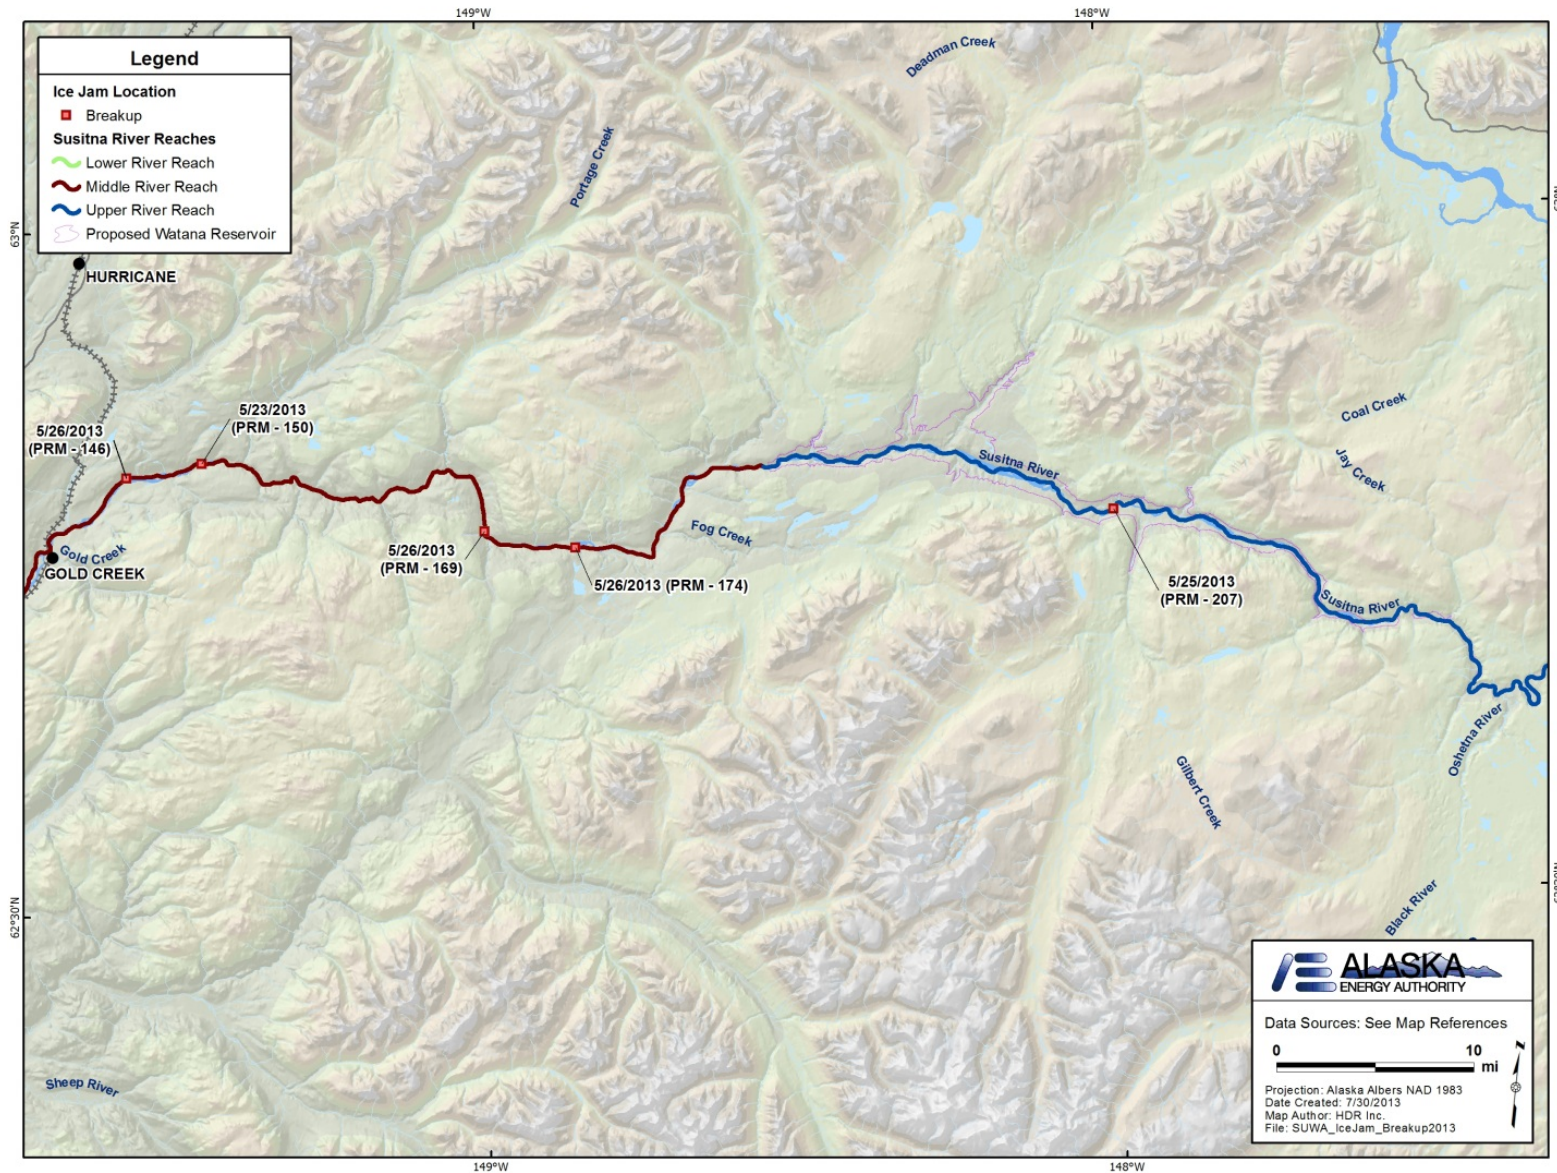 149°W
148°W
Legend
Ice Jam Location
Breakup
Susitna River Reaches
Lower River Reach
Middle River Reach
Upper River Reach
Proposed Watana Reservoir
Deadman Creek
Portage Creek
63°N
HURRICANE
5/23/2013
(PRM - 150)
5/26/2013
(PRM - 146)
Coal Creek
Jay Creek
Susitna River
Fog Creek
5/26/2013
(PRM - 169)
5/26/2013 (PRM - 174)
Gold Creek
GOLD CREEK
5/25/2013
(PRM - 207)
Susitna River
Oshetna River
Gilbert Creek
Black River
62°30'N
Sheep River
ALASKA
ENERGY AUTHORITY
Data Sources: See Map References
0 10
mi
N
Projection: Alaska Albers NAD 1983
Date Created: 7/30/2013
Map Author: HDR Inc.
File: SUWA_IceJam_Breakup2013
149°W
148°W